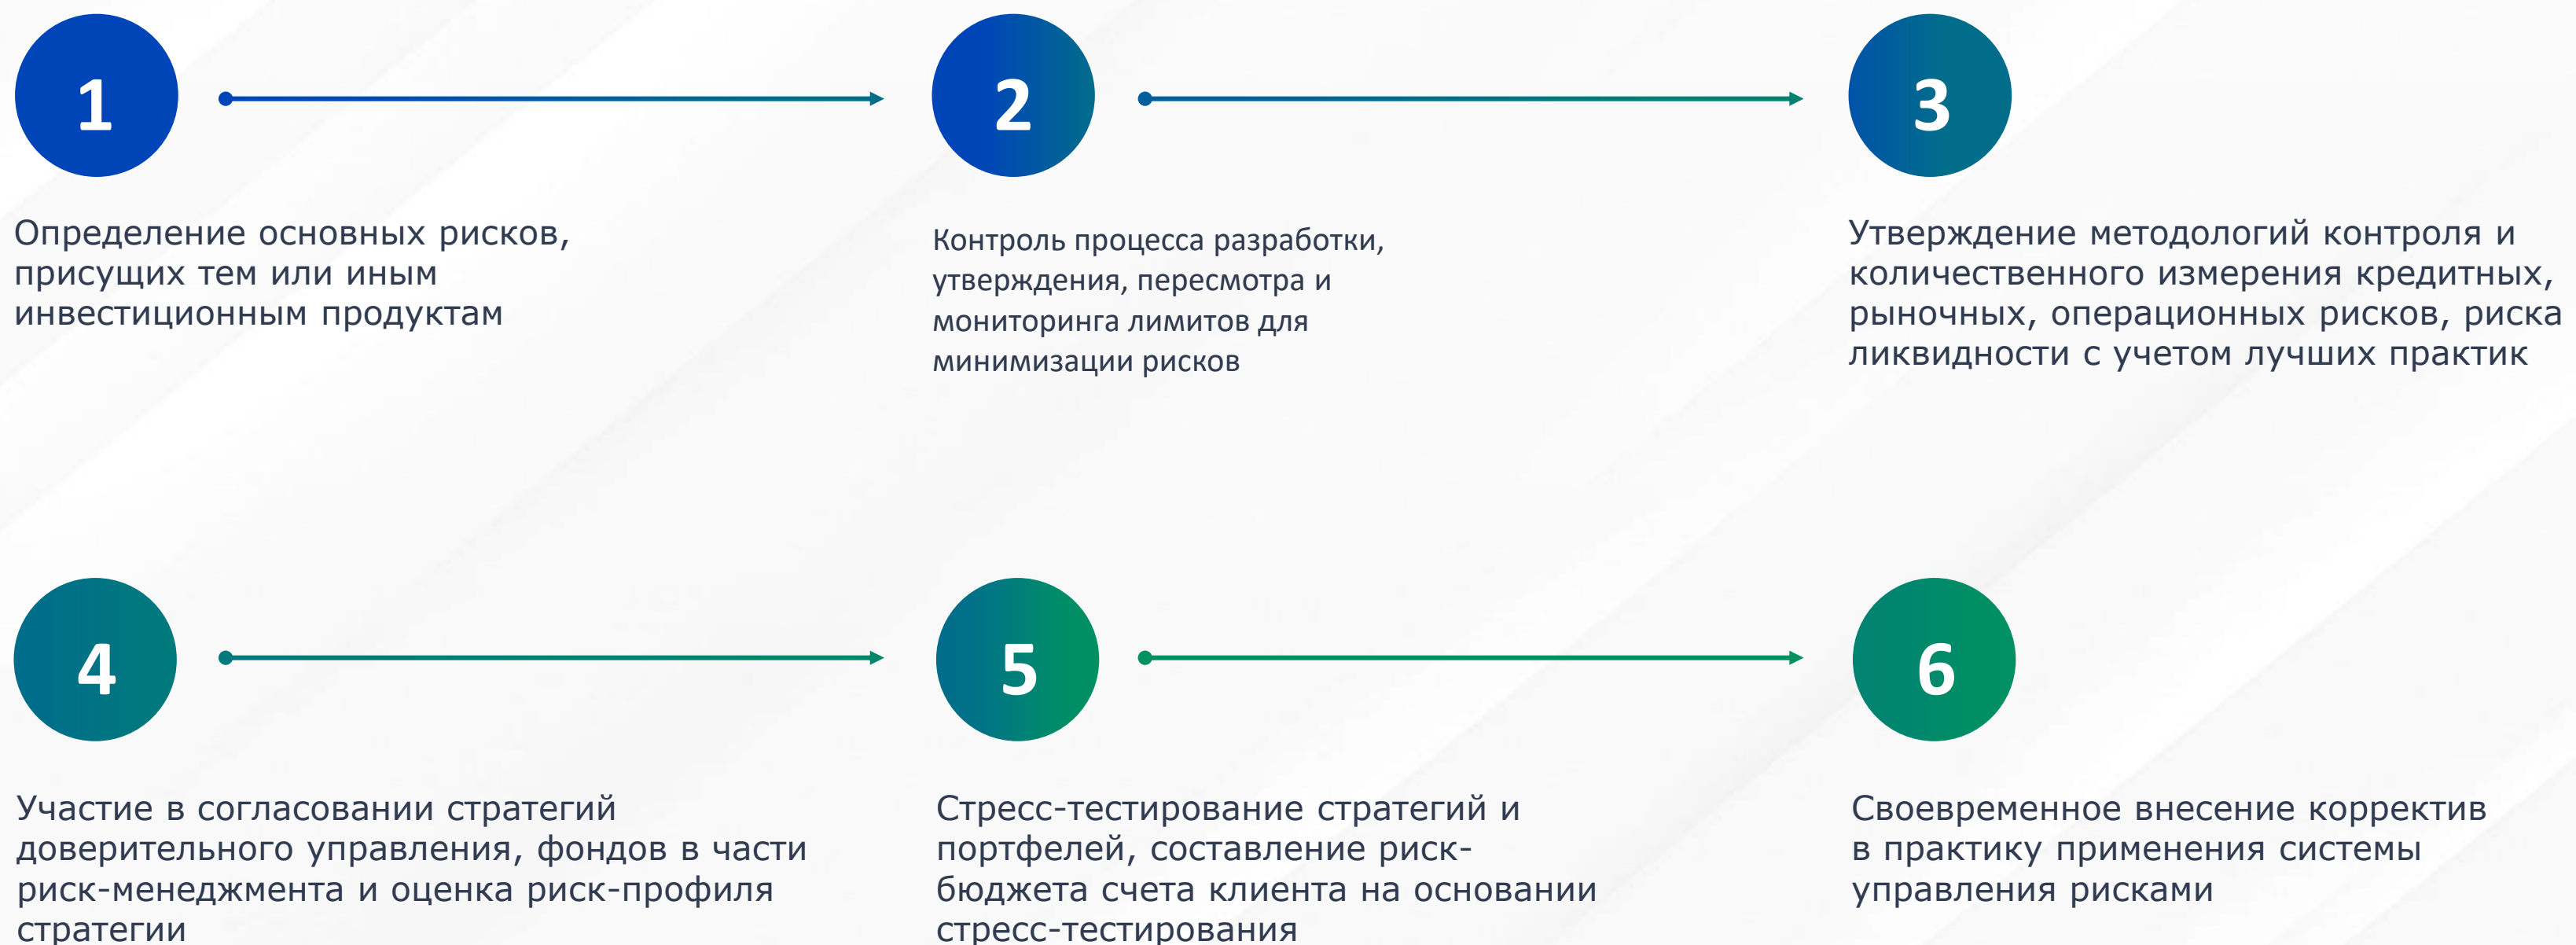 1
2
3
Определение основных рисков,
присущих тем или иным
инвестиционным продуктам
Контроль процесса разработки,
утверждения, пересмотра и
мониторинга лимитов для
минимизации рисков
Утверждение методологий контроля и
количественного измерения кредитных,
рыночных, операционных рисков, риска
ликвидности с учетом лучших практик
4
5
6
Участие в согласовании стратегий
доверительного управления, фондов в части
риск-менеджмента и оценка риск-профиля
стратегии
Стресс-тестирование стратегий и
портфелей, составление риск-
бюджета счета клиента на основании
стресс-тестирования
Своевременное внесение корректив
в практику применения системы
управления рисками